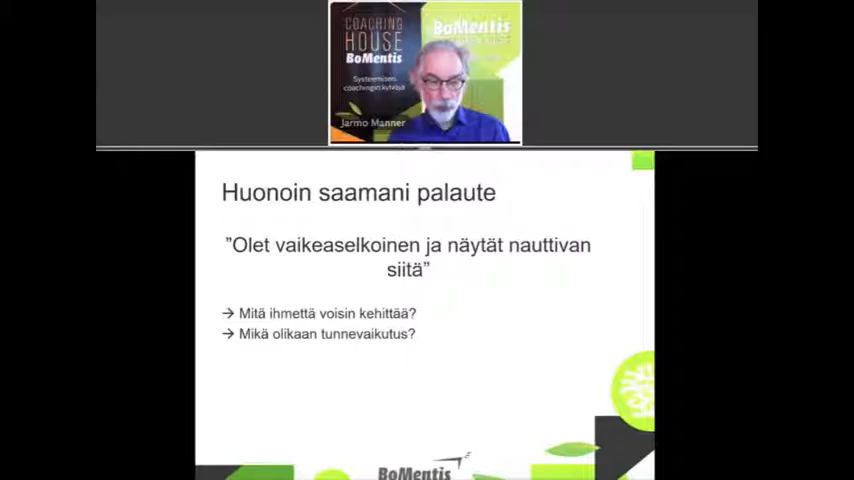 COACHING
HOUSE
BoMentis
Systeemisen
coachingin kylväjä
BoMentis
Jarmo Manner
Huonoin saamani palaute
”Olet vaikeaselkoinen ja näytät nauttivan
siitä”
→ Mitä ihmettä voisin kehittää?
→ Mikä olikaan tunnevaikutus?
BoMentis